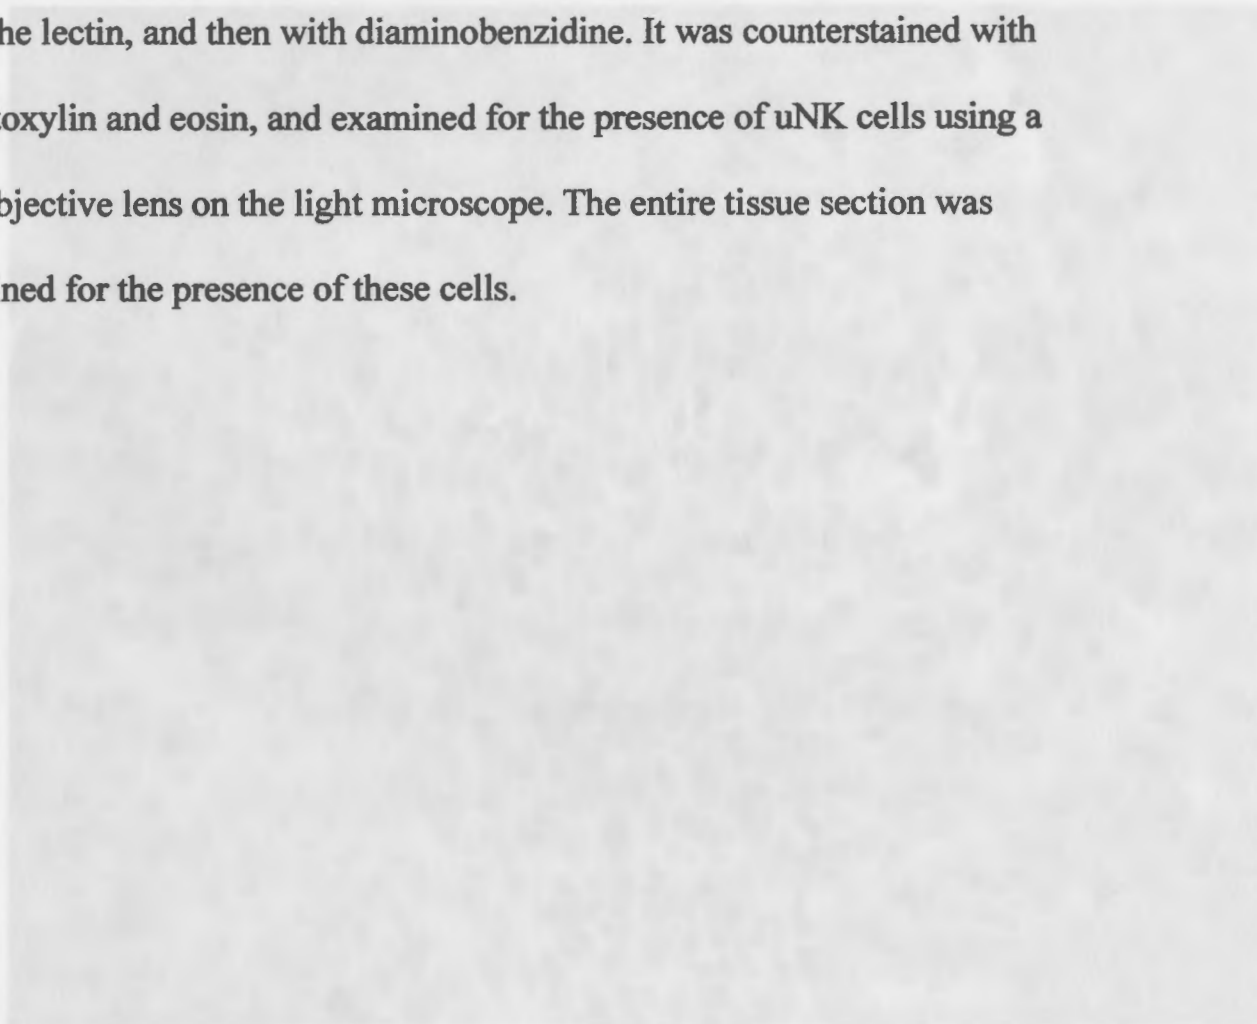 he lectin, and then with diaminobenzidine. It was counterstained with
oxylin and eosin, and examined for the presence of uNK cells using a
bjective lens on the light microscope. The entire tissue section was
ned for the presence of these cells.